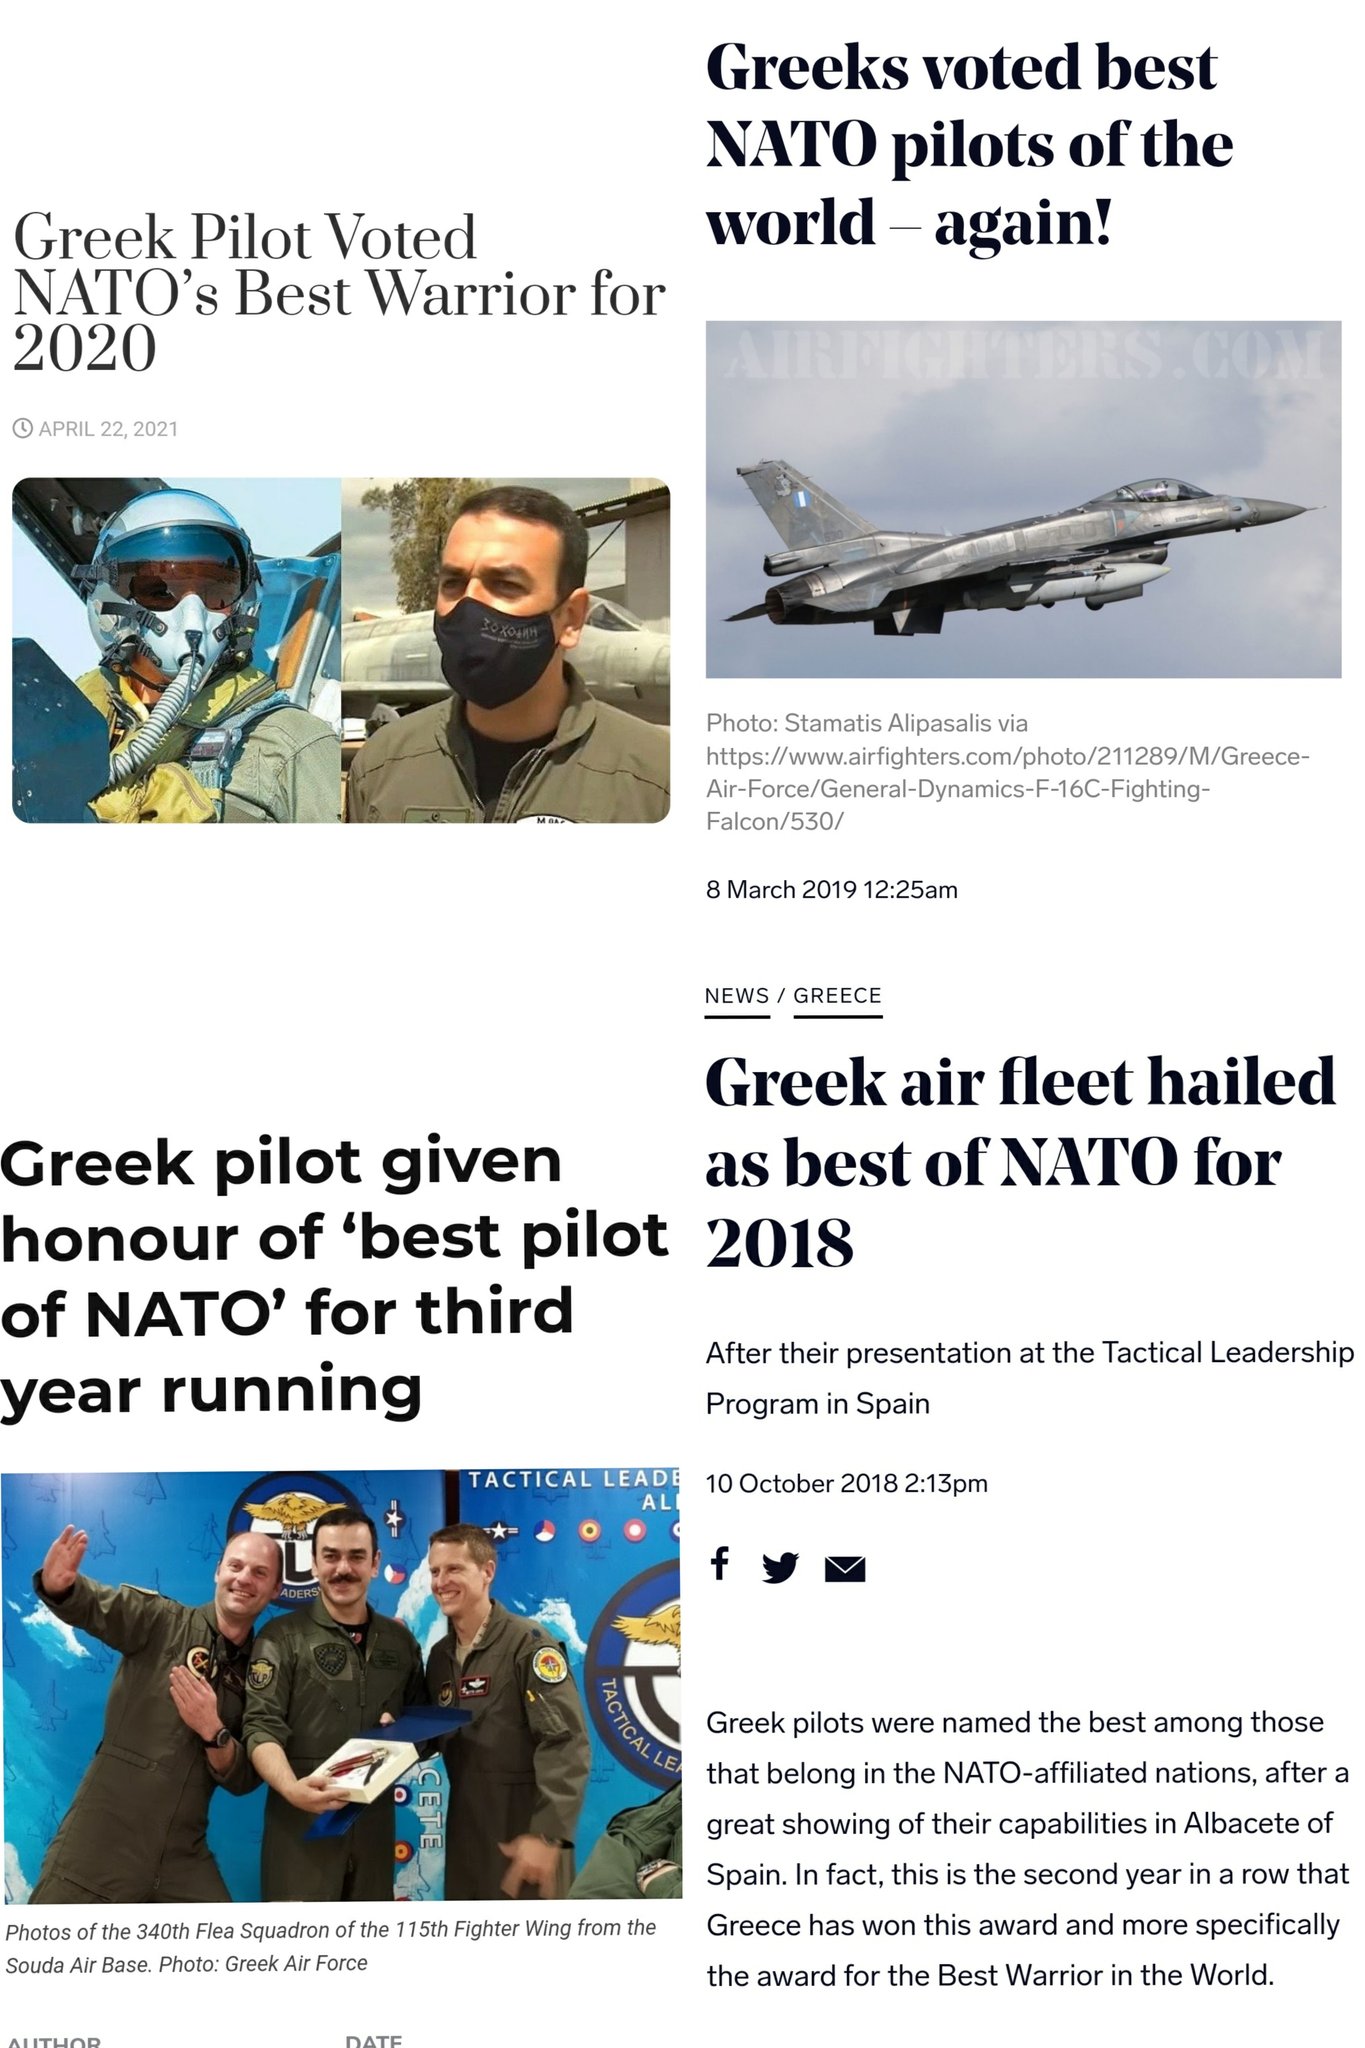 Greek Pilot Voted
NATO’s Best Warrior for
2020
APRIL 22, 2021
Greeks voted best
NATO pilots of the
world – again!
AIRFIGHTERS.COM
Photo: Stamatis Alipasalis via
https://www.airfighters.com/photo/211289/M/Greece-
Air-Force/General-Dynamics-F-16C-Fighting-
Falcon/530/
8 March 2019 12:25am
Greek pilot given
honour of ‘best pilot
of NATO’ for third
year running
TACTICAL LEADE
ADERS
TACTICAL LEA
CETE
Photos of the 340th Flea Squadron of the 115th Fighter Wing from the
Souda Air Base. Photo: Greek Air Force
AUTHOR DATE
NEWS / GREECE
Greek air fleet hailed
as best of NATO for
2018
After their presentation at the Tactical Leadership
Program in Spain
10 October 2018 2:13pm
Greek pilots were named the best among those
that belong in the NATO-affiliated nations, after a
great showing of their capabilities in Albacete of
Spain. In fact, this is the second year in a row that
Greece has won this award and more specifically
the award for the Best Warrior in the World.